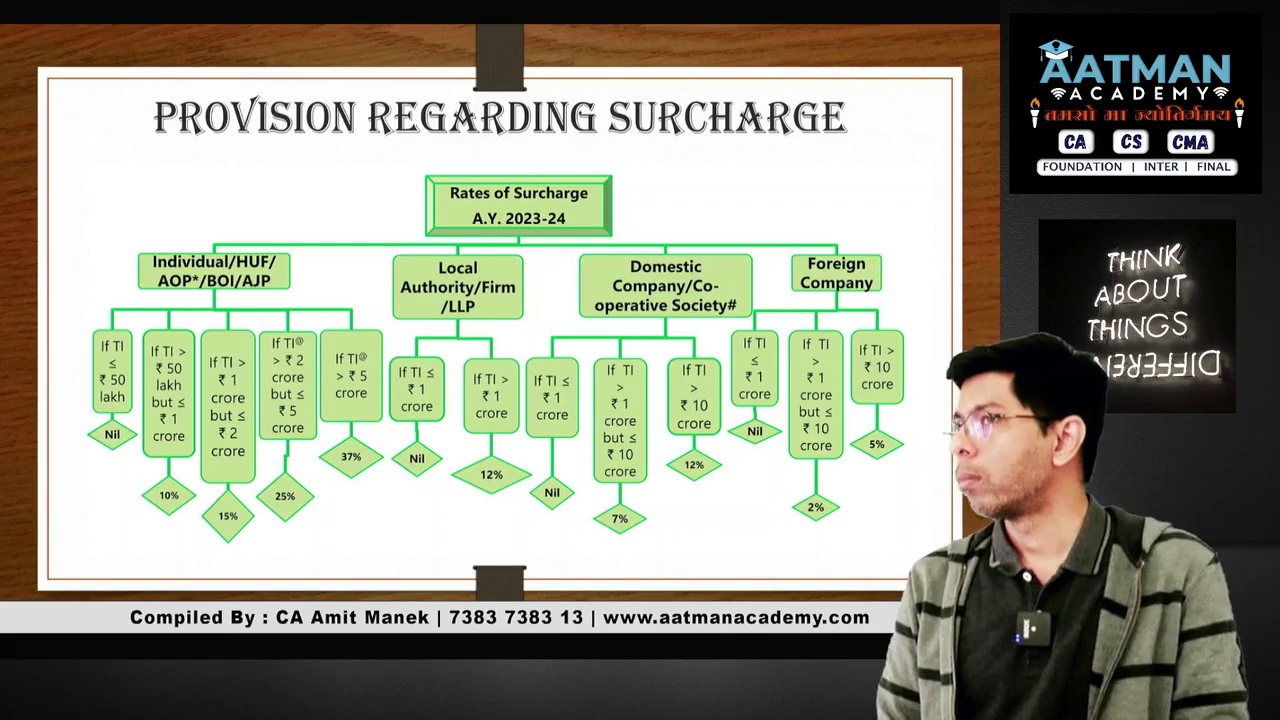 PROVISION REGARDING SURCHARGE
Rates of Surcharge
A.Y. 2023-24
Individual/HUF/
AOP*/BOI/AJP
If TI
≤
₹ 50
lakh
Nil
If TI >
₹ 50
lakh
but ≤
₹ 1
crore
10%
If TI >
₹ 1
crore
but ≤
₹ 2
crore
15%
If TI@
> ₹ 2
crore
but ≤
₹ 5
crore
25%
If TI@
> ₹ 5
crore
37%
Local
Authority/Firm
/LLP
If TI ≤
₹ 1
crore
Nil
If TI >
₹ 1
crore
12%
Domestic
Company/Co-
operative Society#
If TI ≤
₹ 1
crore
Nil
If TI
>
₹ 1
crore
but ≤
₹ 10
crore
7%
If TI
>
₹ 10
crore
12%
Foreign
Company
If TI
≤
₹ 1
crore
Nil
If TI
>
₹ 1
crore
but ≤
₹ 10
crore
2%
If TI >
₹ 10
crore
5%
Compiled By : CA Amit Manek | 7383 7383 13 | www.aatmanacademy.com
AATMAN
ACADEMY
तमसो मा ज्योतिर्गमय
CA CS CMA
FOUNDATION | INTER | FINAL
THINK
ABOUT
THINGS